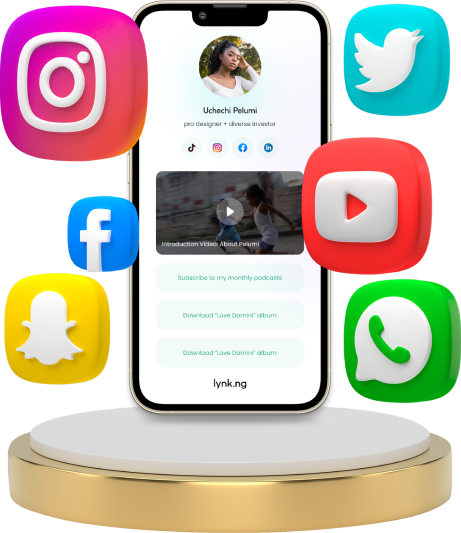 Uchechi Pelumi
pro designer + diverse investor
Introduction Video: About Pelumi
Subscribe to my monthly podcasts
Download "Love Damini" album
Download "Love Damini" album
lynk.ng